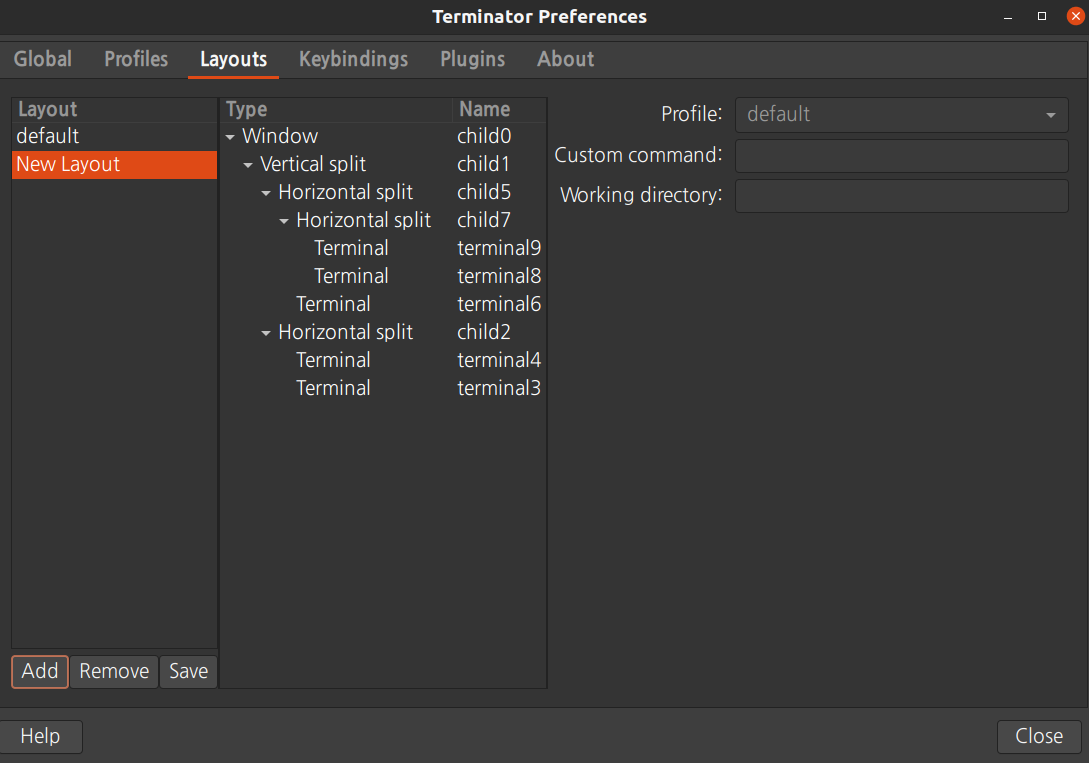 Terminator Preferences
Global Profiles Layouts Keybindings Plugins About
Layout
default
New Layout
Type Name
Window child0
Vertical split child1
Horizontal split child5
Horizontal split child7
Terminal terminal9
Terminal terminal8
Terminal terminal6
Horizontal split child2
Terminal terminal4
Terminal terminal3
Profile: default
Custom command:
Working directory:
Add Remove Save
Help Close